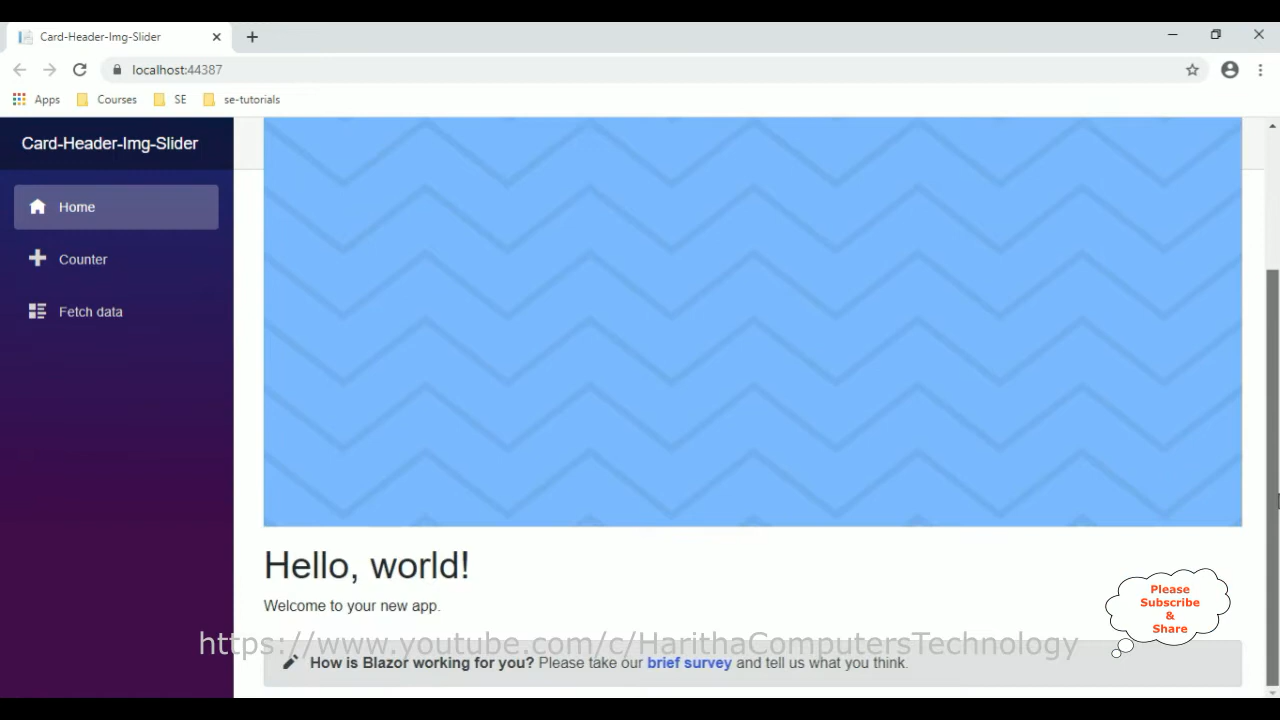 Card-Header-Img-Slider
localhost:44387
Apps
Courses
SE
se-tutorials
Card-Header-Img-Slider
Home
Counter
Fetch data
Hello, world!
Welcome to your new app.
https://www.youtube.com/c/HarithaComputersTechnology
How is Blazor working for you? Please take our brief survey and tell us what you think.
Please
Subscribe
&
Share